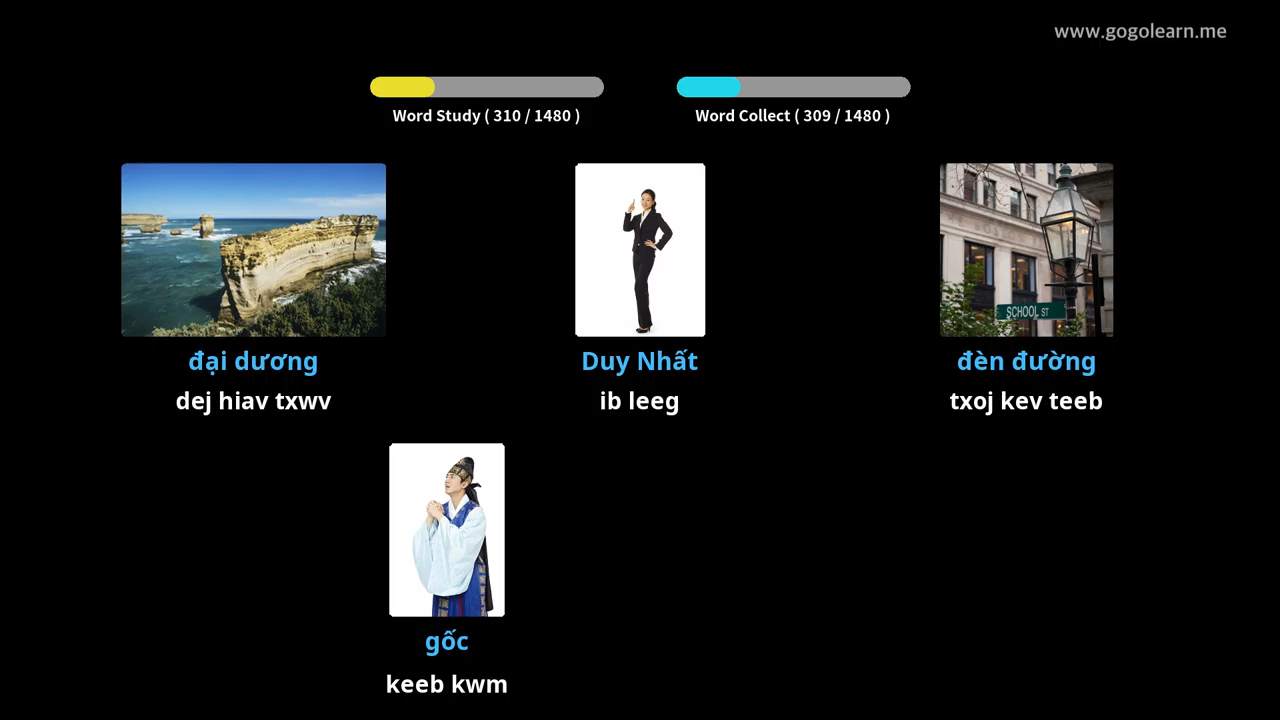 www.gogolearn.me
Word Study ( 310 / 1480 )
Word Collect ( 309 / 1480 )
SCHOOL ST
đại dương
Duy Nhất
đèn đường
dej hiav txwv
ib leeg
txoj kev teeb
gốc
keeb kwm